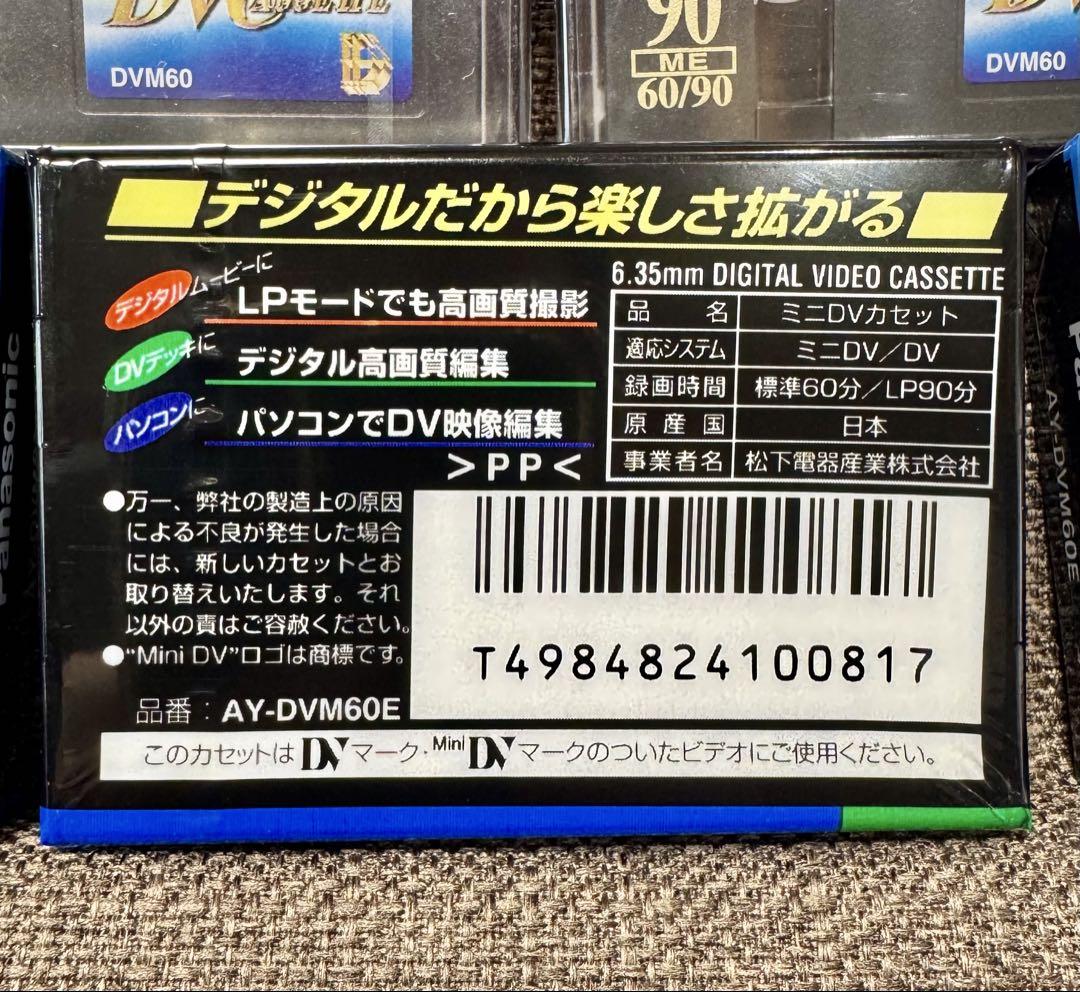 DVM60
90
ME
60/90
DVM60
デジタルだから楽しさ拡がる
デジタルムービーに
LPモードでも高画質撮影
DVデッキに
デジタル高画質編集
パソコンに
パソコンでDV映像編集
>PP<
6.35mm DIGITAL VIDEO CASSETTE
品名 ミニDVカセット
適応システム ミニDV/DV
録画時間 標準60分/LP90分
原産国 日本
事業者名 松下電器産業株式会社
●万一、弊社の製造上の原因
による不良が発生した場合
には、新しいカセットとお
取り替えいたします。それ
以外の責はご容赦ください。
●“Mini DV”ロゴは商標です。
品番:AY-DVM60E
T4984824100817
このカセットはDVマーク・Mini DVマークのついたビデオにご使用ください。
Panasonic
AY-DVM60E